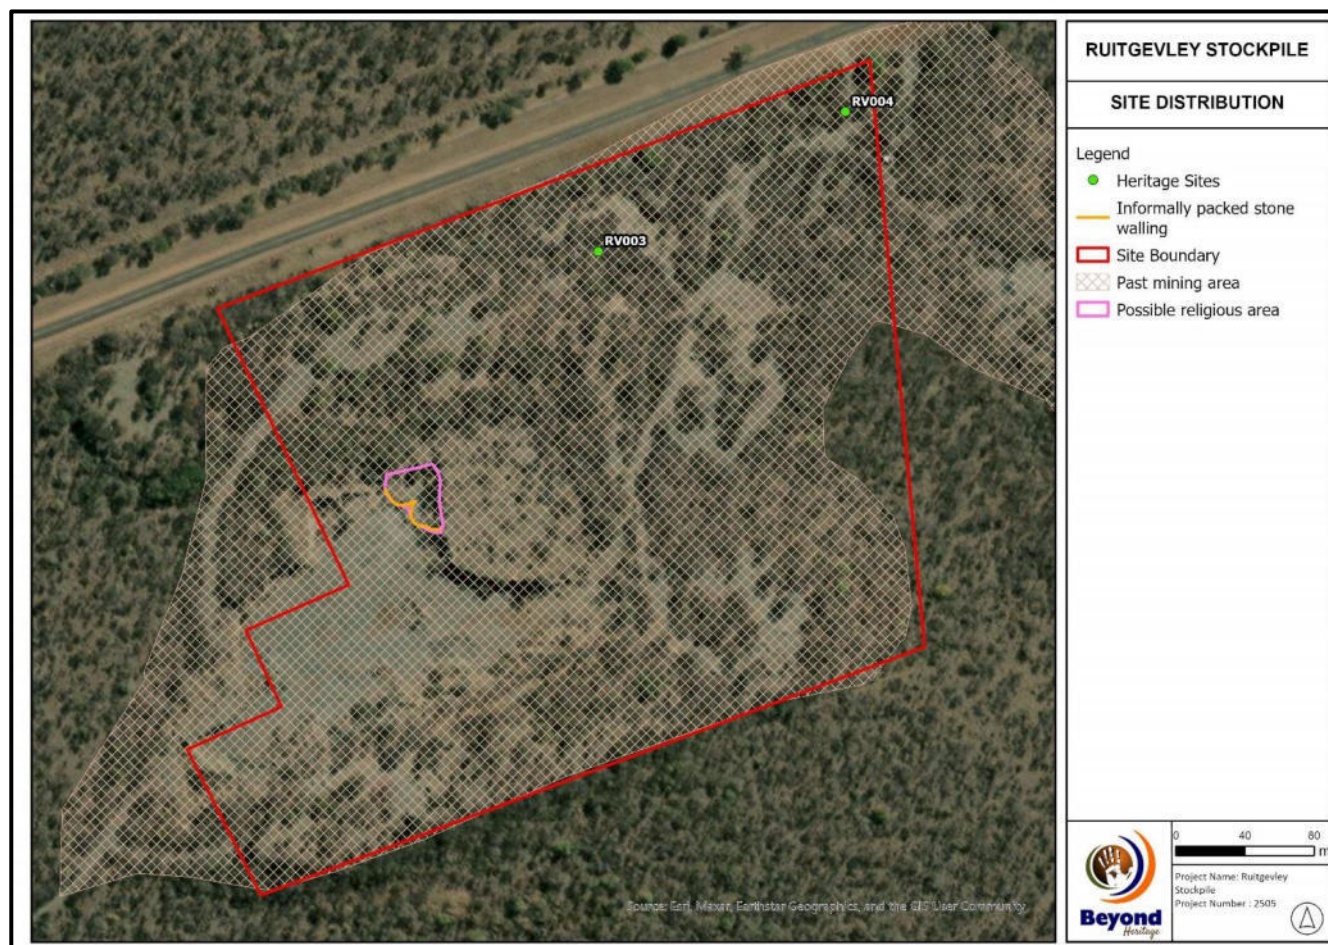 RUITGEVLEY STOCKPILE
SITE DISTRIBUTION
Legend
Heritage Sites
Informally packed stone
walling
Site Boundary
Past mining area
Possible religious area
RV004
RV003
Source: Esri, Maxar, Earthstar Geographics, and the GIS User Community
Beyond
Heritage
0 40 80
m
Project Name: Ruitgevley
Stockpile
Project Number : 2505